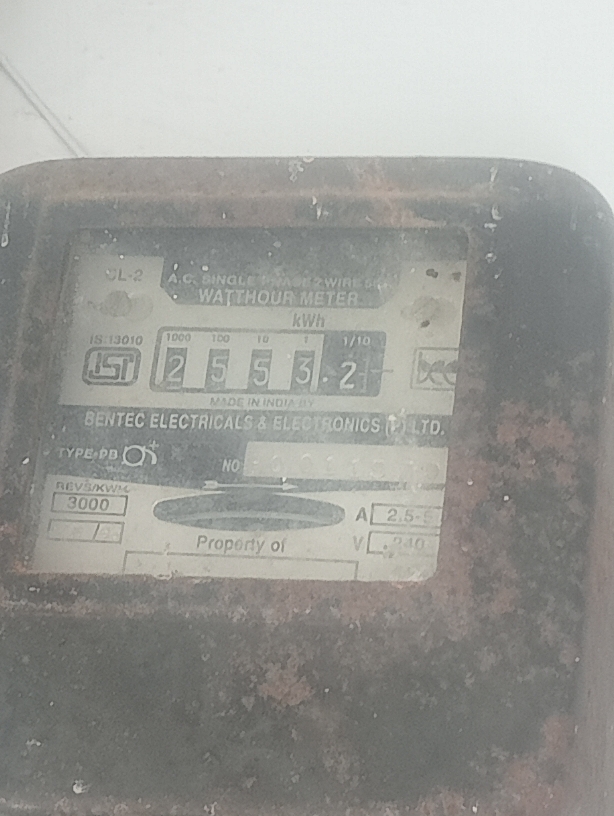 CL-2
A.C. SINGLE PHASE 2 WIRE
WATTHOUR METER
kWh
IS:13010
1000 100 10 1 1/10
ISI
2 5 5 3 . 2
MADE IN INDIA BY
BENTEC ELECTRICALS & ELECTRONICS (P) LTD.
TYPE-PB
NO
REVS/KWH
3000
A 2.5-5
Property of
V 240